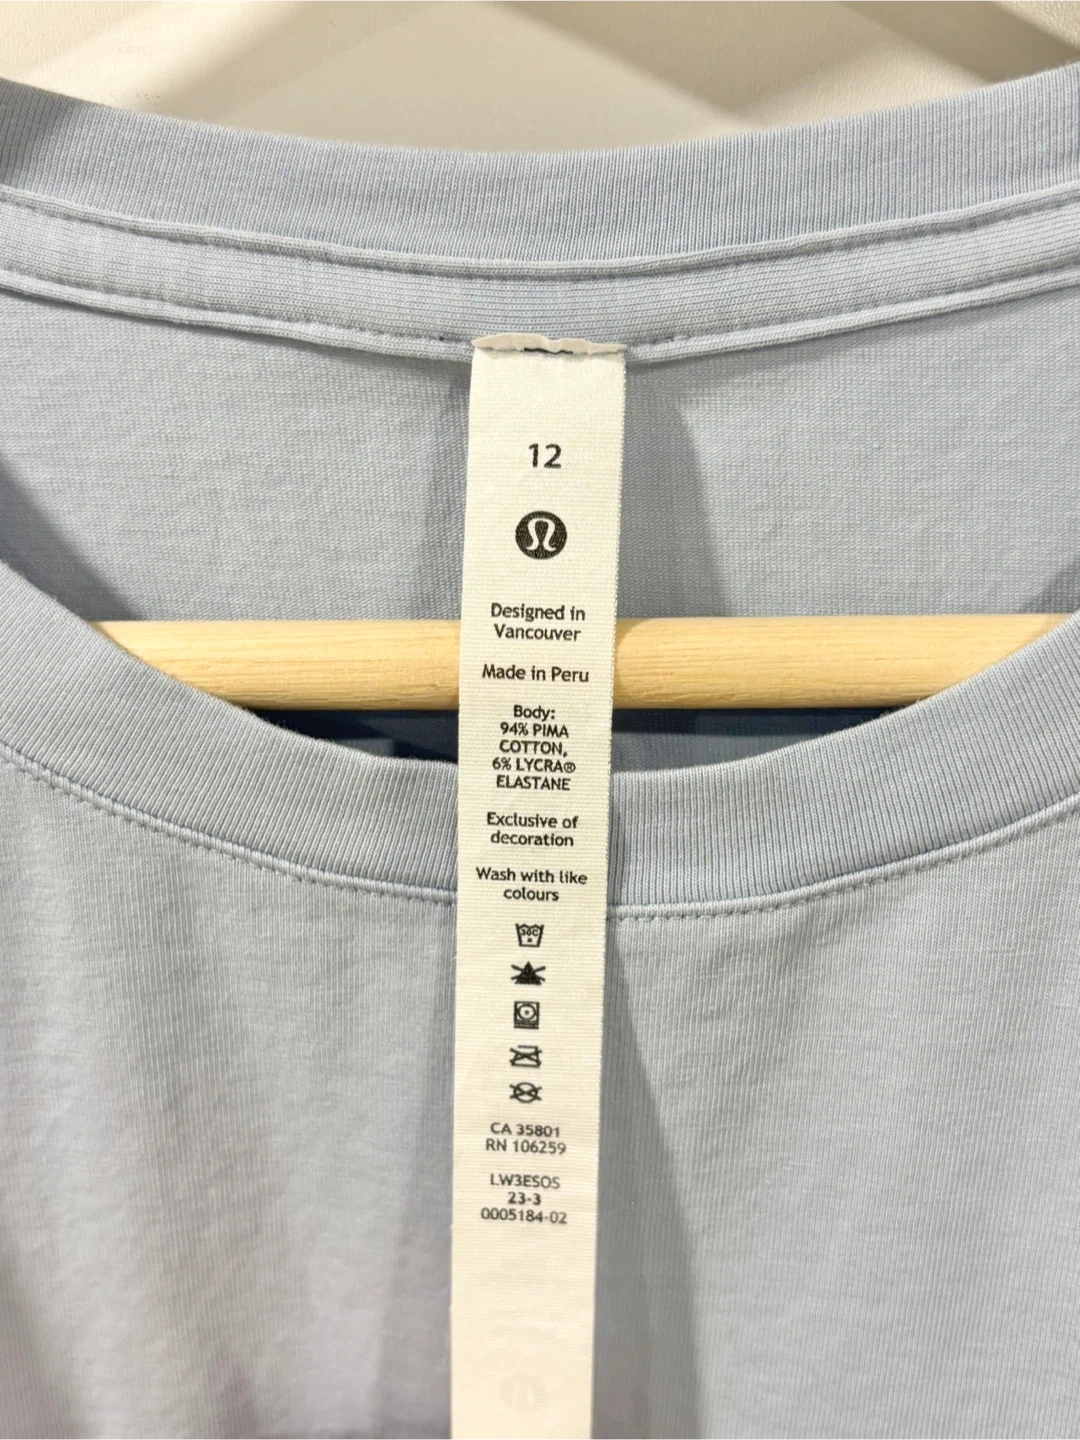 12
Designed in
Vancouver
Made in Peru
Body:
94% PIMA
COTTON,
6% LYCRA®
ELASTANE
Exclusive of
decoration
Wash with like
colours
30C
CA 35801
RN 106259
LW3ESOS
23-3
0005184-02